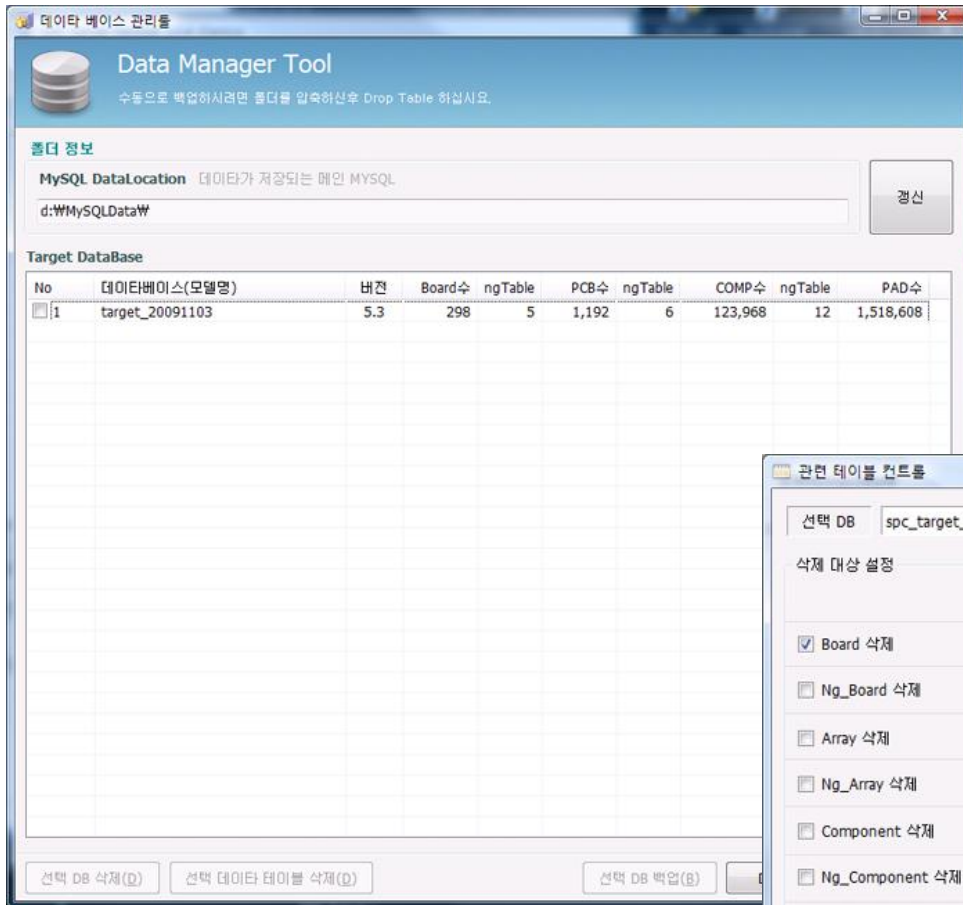 데이타 베이스 관리툴
Data Manager Tool
수동으로 백업하시려면 폴더를 압축하신후 Drop Table 하십시요.
폴더 정보
MySQL DataLocation 데이타가 저장되는 메인 MYSQL
d:₩MySQLData₩
갱신
Target DataBase
No 데이타베이스(모델명) 버전 Board수 ngTable PCB수 ngTable COMP수 ngTable PAD수
1 target_20091103 5.3 298 5 1,192 6 123,968 12 1,518,608
관련 테이블 컨트롤
선택 DB spc_target_
삭제 대상 설정
Board 삭제
Ng_Board 삭제
Array 삭제
Ng_Array 삭제
Component 삭제
Ng_Component 삭제
선택 DB 삭제(D) 선택 데이타 테이블 삭제(D) 선택 DB 백업(B)